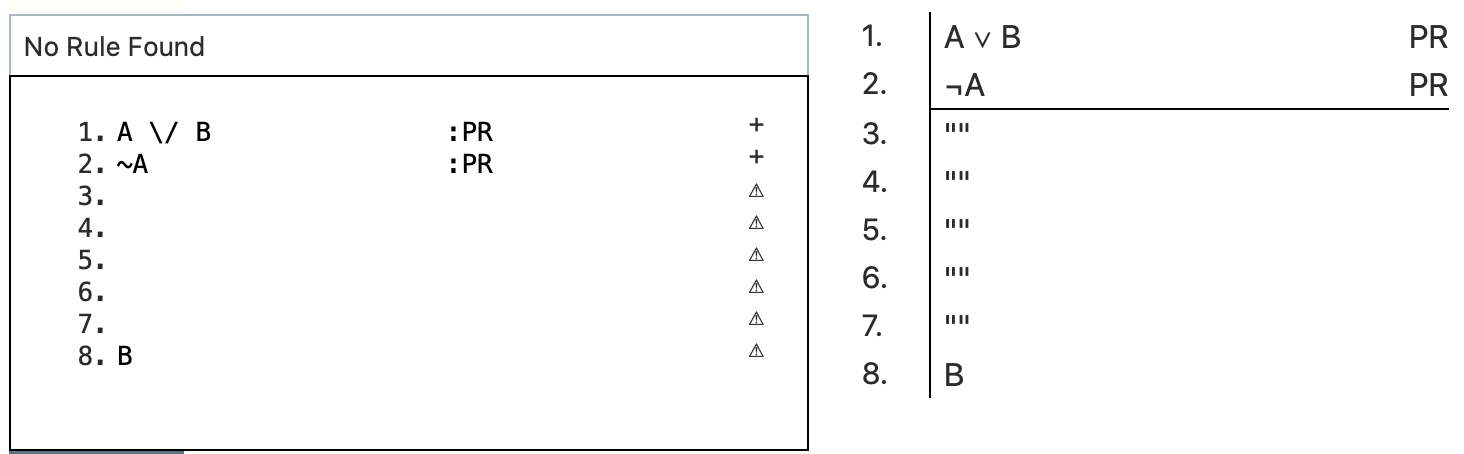 No Rule Found
1. A \/ B :PR +
2. ~A :PR +
3. ⚠
4. ⚠
5. ⚠
6. ⚠
7. ⚠
8. B ⚠
1. A ∨ B PR
2. ¬A PR
3. ""
4. ""
5. ""
6. ""
7. ""
8. B